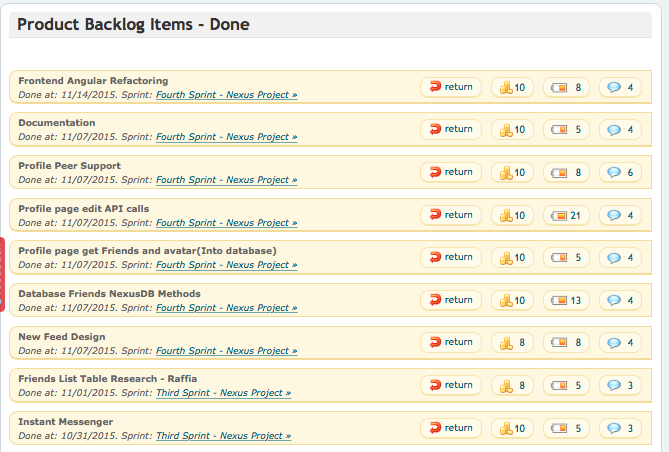 Product Backlog Items - Done
Frontend Angular Refactoring
return 10 8 4
Done at: 11/14/2015. Sprint: Fourth Sprint - Nexus Project »
Documentation
return 10 5 4
Done at: 11/07/2015. Sprint: Fourth Sprint - Nexus Project »
Profile Peer Support
return 10 8 6
Done at: 11/07/2015. Sprint: Fourth Sprint - Nexus Project »
Profile page edit API calls
return 10 21 4
Done at: 11/07/2015. Sprint: Fourth Sprint - Nexus Project »
Profile page get Friends and avatar(Into database)
return 10 5 4
Done at: 11/07/2015. Sprint: Fourth Sprint - Nexus Project »
Database Friends NexusDB Methods
return 10 13 4
Done at: 11/07/2015. Sprint: Fourth Sprint - Nexus Project »
New Feed Design
return 8 8 4
Done at: 11/07/2015. Sprint: Fourth Sprint - Nexus Project »
Friends List Table Research - Raffia
return 8 5 3
Done at: 11/01/2015. Sprint: Third Sprint - Nexus Project »
Instant Messenger
return 10 5 3
Done at: 10/31/2015. Sprint: Third Sprint - Nexus Project »